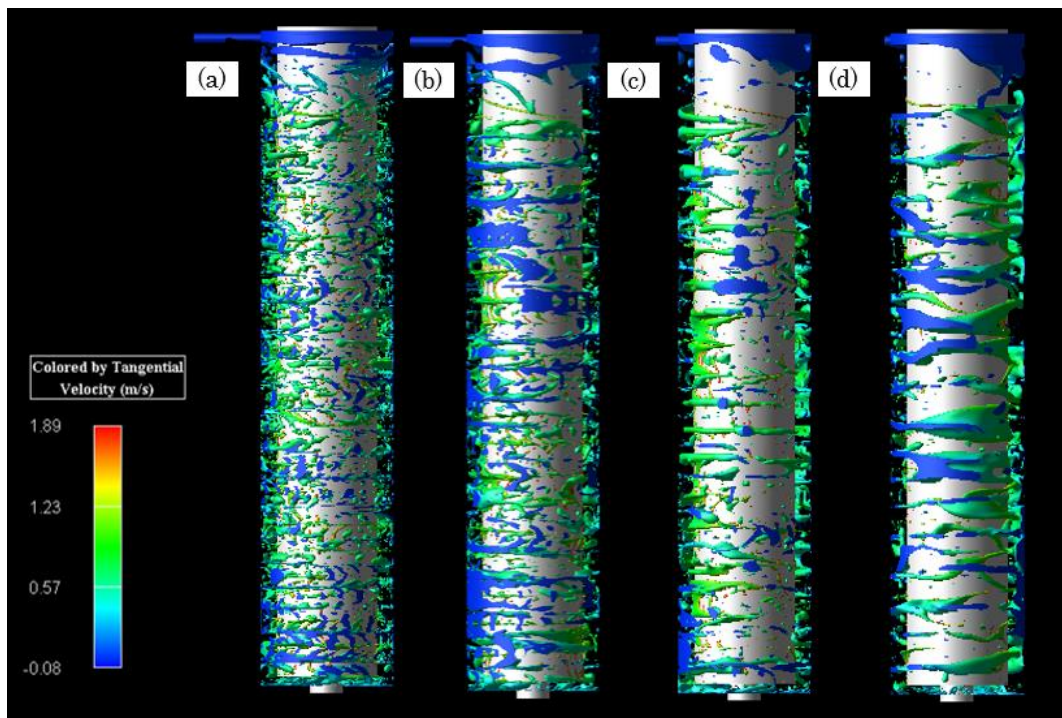 (a)
(b)
(c)
(d)
Colored by Tangential
Velocity (m/s)
1.89
1.23
0.57
-0.08